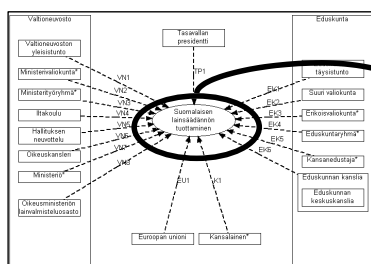 Valtioneuvosto
Eduskunta
Tasavallan
presidentti
Valtioneuvoston
yleisistunto
Ministerivaliokunta*
Ministerityöryhmä*
Iltakoulu
Hallituksen
neuvottelu
Oikeuskansleri
Ministeriö*
Oikeusministeriön
lainvalmisteluosasto
VN1
VN2
VN3
VN4
VN5
VN6
VN7
VN8
TP1
Suomalaisen
lainsäädännön
tuottaminen
EK1
EK2
EK3
EK4
EK5
EK6
täysistunto
Suuri valiokunta
Erikoisvaliokunta*
Eduskuntaryhmä*
Kansanedustaja*
Eduskunnan kanslia
Eduskunnan
keskuskanslia
EU1
K1
Euroopan unioni
Kansalainen*